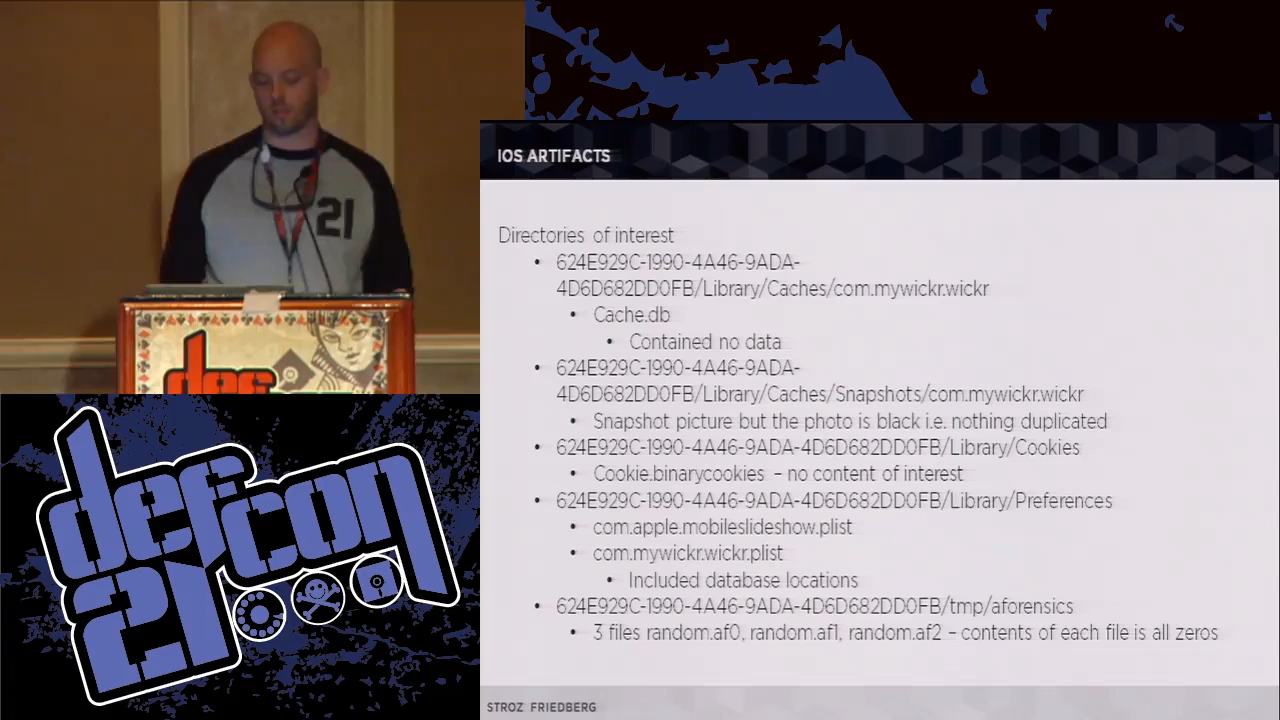 21
def
IOS ARTIFACTS
Directories of interest
• 624E929C-1990-4A46-9ADA-
4D6D682DD0FB/Library/Caches/com.mywickr.wickr
• Cache.db
• Contained no data
• 624E929C-1990-4A46-9ADA-
4D6D682DD0FB/Library/Caches/Snapshots/com.mywickr.wickr
• Snapshot picture but the photo is black i.e. nothing duplicated
• 624E929C-1990-4A46-9ADA-4D6D682DD0FB/Library/Cookies
• Cookie.binarycookies – no content of interest
• 624E929C-1990-4A46-9ADA-4D6D682DD0FB/Library/Preferences
• com.apple.mobileslideshow.plist
• com.mywickr.wickr.plist
• Included database locations
• 624E929C-1990-4A46-9ADA-4D6D682DD0FB/tmp/aforensics
• 3 files random.af0, random.af1, random.af2 – contents of each file is all zeros
STROZ FRIEDBERG
defcon
21